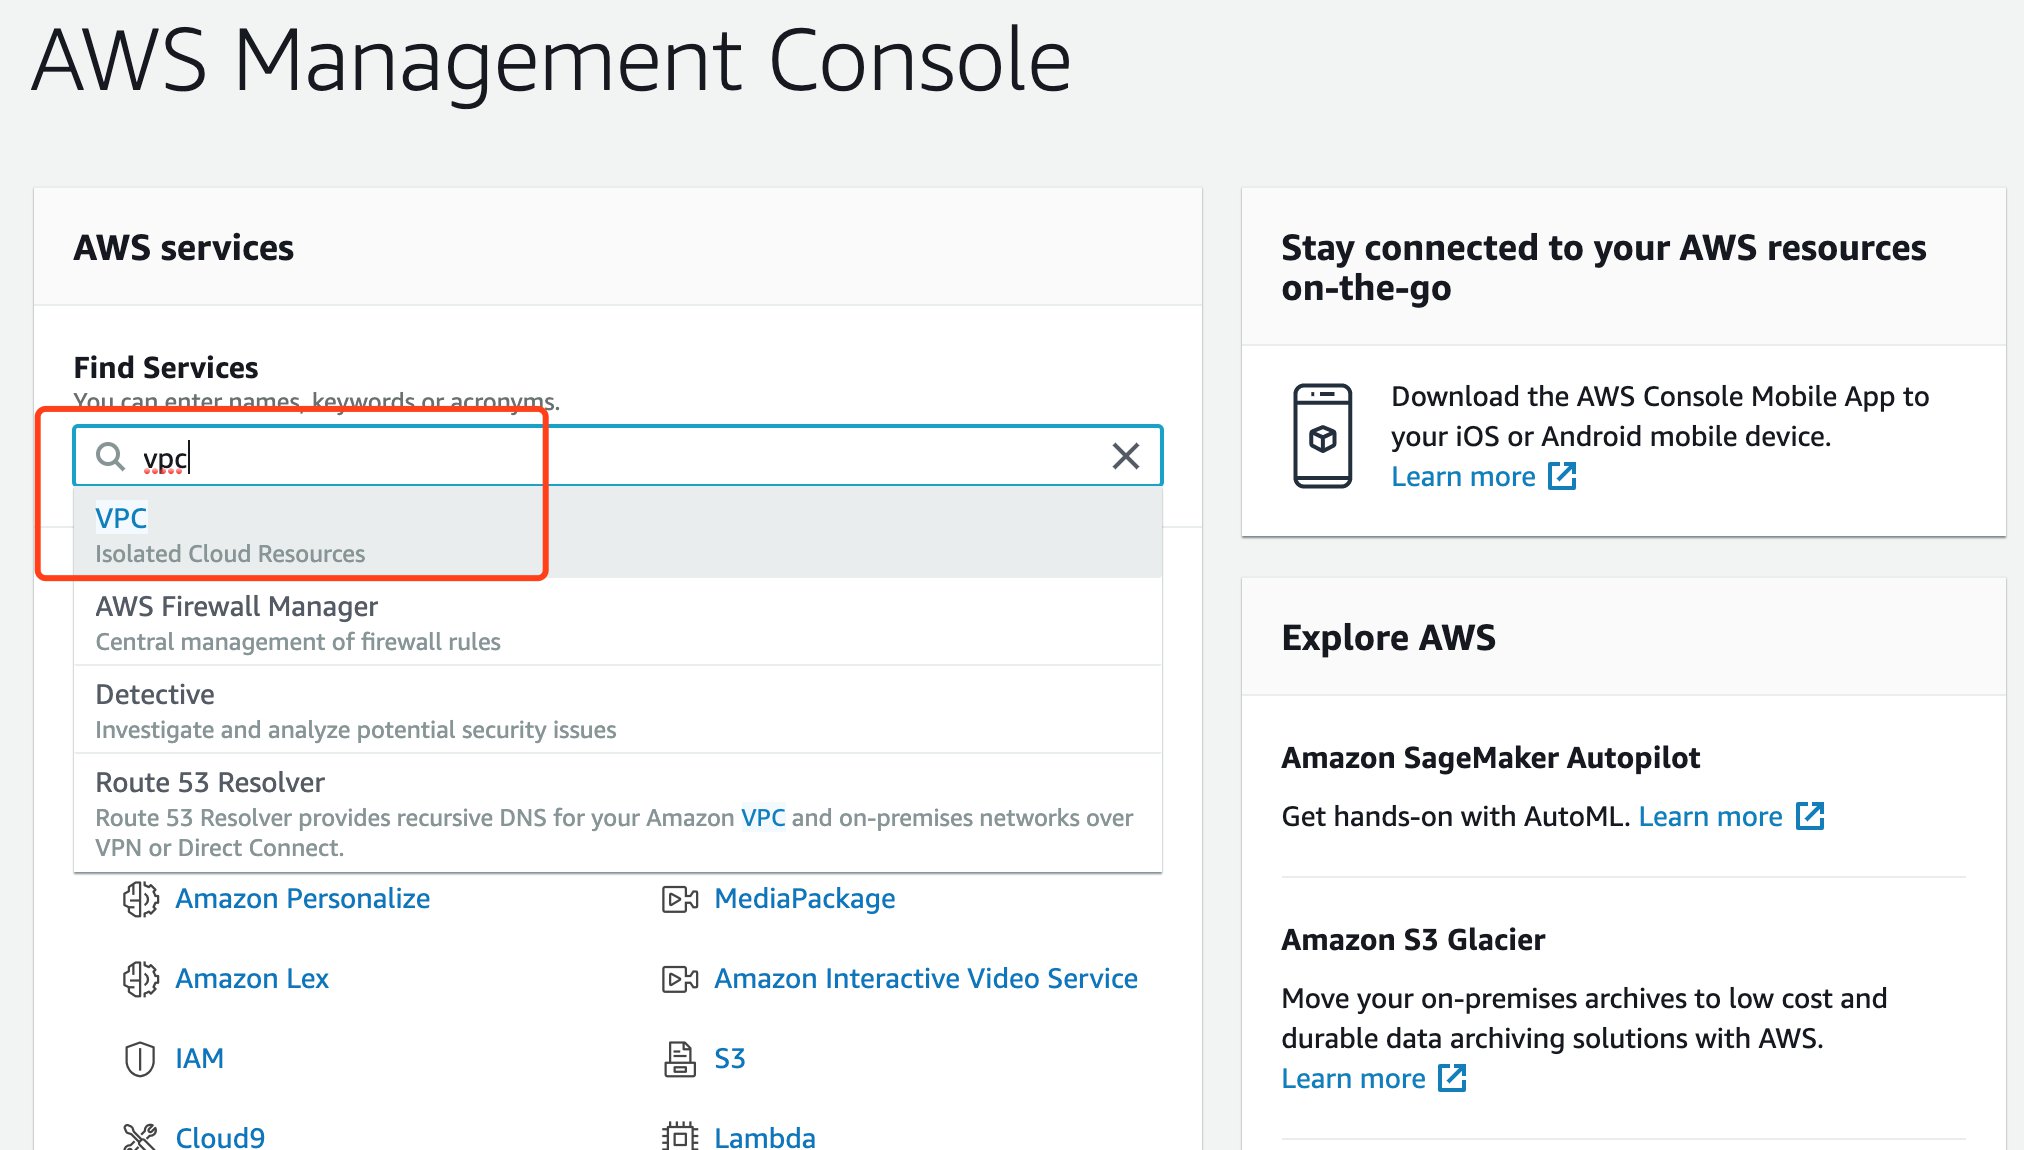 AWS Management Console
AWS services
Find Services
You can enter names, keywords or acronyms.
vpc
VPC
Isolated Cloud Resources
AWS Firewall Manager
Central management of firewall rules
Detective
Investigate and analyze potential security issues
Route 53 Resolver
Route 53 Resolver provides recursive DNS for your Amazon VPC and on-premises networks over
VPN or Direct Connect.
Amazon Personalize
MediaPackage
Amazon Lex
Amazon Interactive Video Service
IAM
S3
Cloud9
Lambda
Stay connected to your AWS resources
on-the-go
Download the AWS Console Mobile App to
your iOS or Android mobile device.
Learn more
Explore AWS
Amazon SageMaker Autopilot
Get hands-on with AutoML. Learn more
Amazon S3 Glacier
Move your on-premises archives to low cost and
durable data archiving solutions with AWS.
Learn more